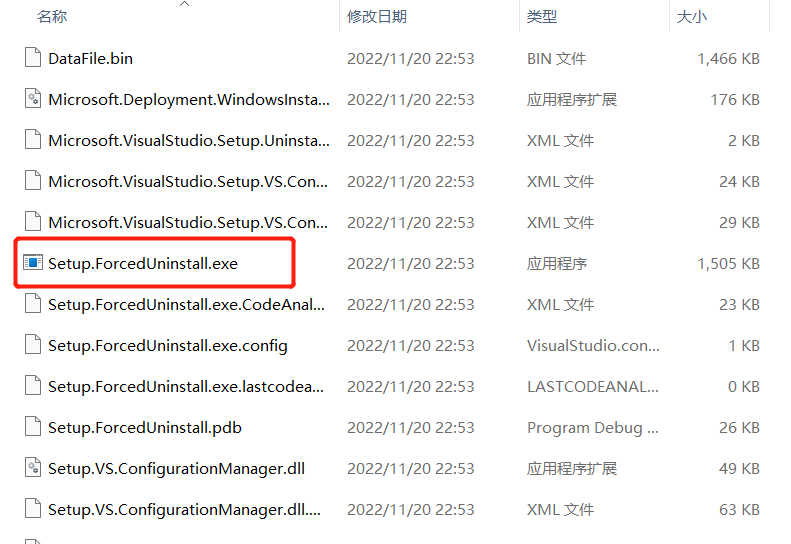 名称 修改日期 类型 大小
DataFile.bin 2022/11/20 22:53 BIN 文件 1,466 KB
Microsoft.Deployment.WindowsInsta... 2022/11/20 22:53 应用程序扩展 176 KB
Microsoft.VisualStudio.Setup.Uninsta... 2022/11/20 22:53 XML 文件 2 KB
Microsoft.VisualStudio.Setup.VS.Con... 2022/11/20 22:53 XML 文件 24 KB
Microsoft.VisualStudio.Setup.VS.Con... 2022/11/20 22:53 XML 文件 29 KB
Setup.ForcedUninstall.exe 2022/11/20 22:53 应用程序 1,505 KB
Setup.ForcedUninstall.exe.CodeAnal... 2022/11/20 22:53 XML 文件 23 KB
Setup.ForcedUninstall.exe.config 2022/11/20 22:53 VisualStudio.con... 1 KB
Setup.ForcedUninstall.exe.lastcodea... 2022/11/20 22:53 LASTCODEANAL... 0 KB
Setup.ForcedUninstall.pdb 2022/11/20 22:53 Program Debug ... 26 KB
Setup.VS.ConfigurationManager.dll 2022/11/20 22:53 应用程序扩展 49 KB
Setup.VS.ConfigurationManager.dll.... 2022/11/20 22:53 XML 文件 63 KB